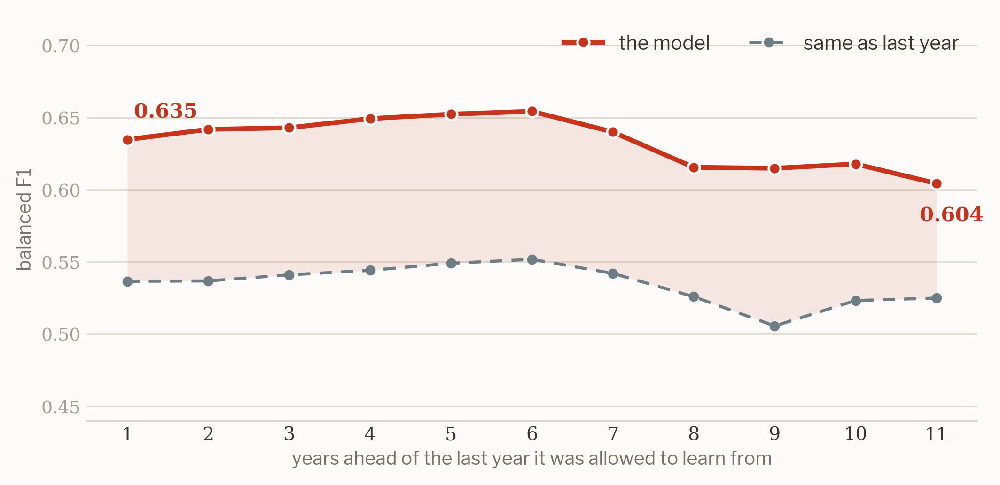 the model
same as last year
0.70
0.65
0.60
0.55
0.50
0.45
balanced F1
0.635
0.604
1 2 3 4 5 6 7 8 9 10 11
years ahead of the last year it was allowed to learn from